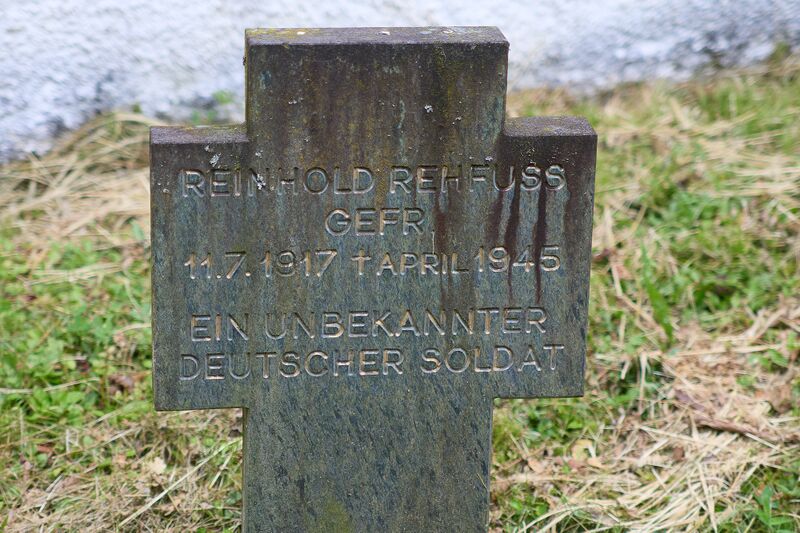 REINHOLD REHFUSS
GEFR.
11.7.1917 † APRIL 1945
EIN UNBEKANNTER
DEUTSCHER SOLDAT